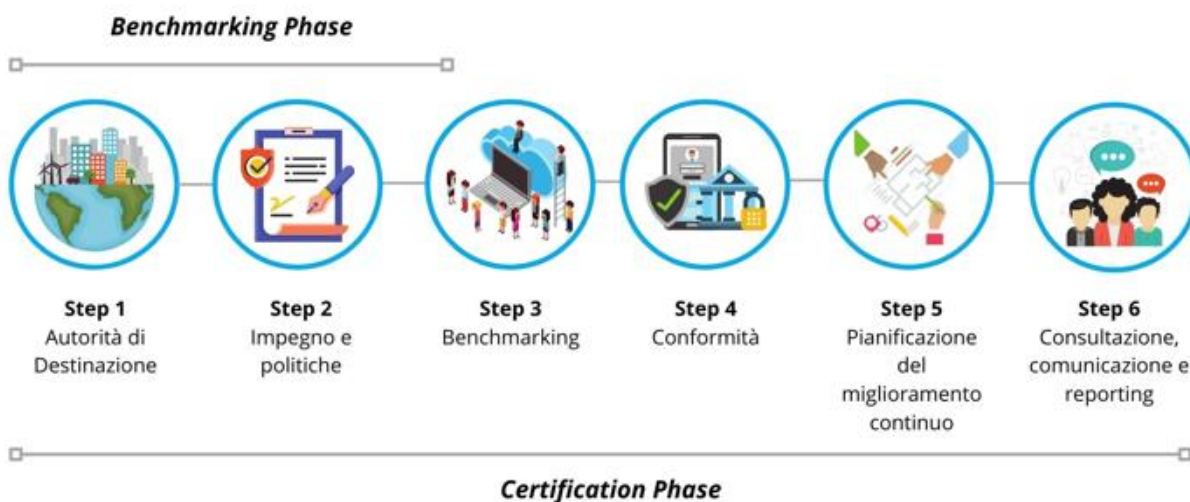 Benchmarking Phase
Step 1
Autorità di
Destinazione
Step 2
Impegno e
politiche
Step 3
Benchmarking
Step 4
Conformità
Step 5
Pianificazione
del
miglioramento
continuo
Step 6
Consultazione,
comunicazione e
reporting
Certification Phase